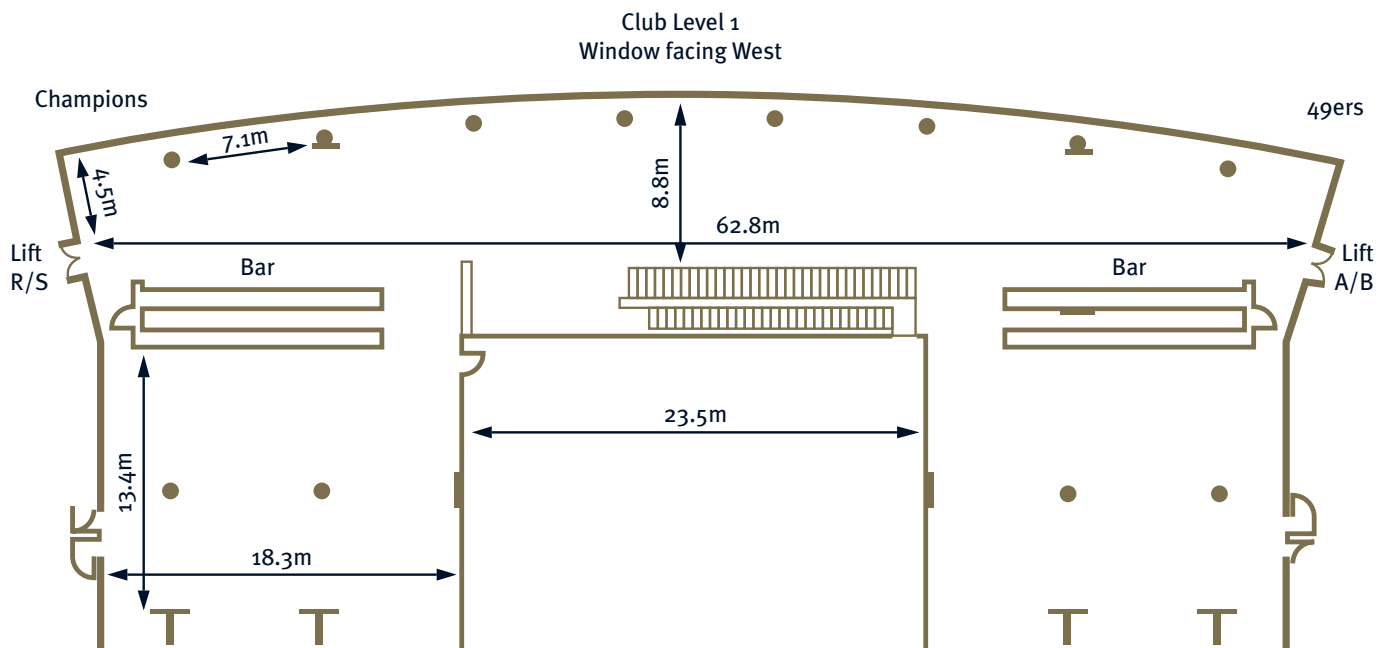 Club Level 1
Window facing West
Champions
49ers
7.1m
4.5m
8.8m
62.8m
Lift
R/S
Bar
Bar
Lift
A/B
23.5m
13.4m
18.3m